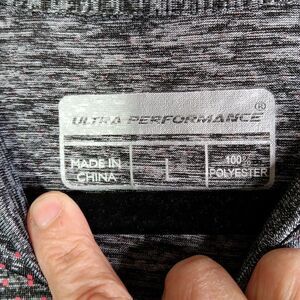 ®
ULTRA PERFORMANCE
MADE IN
CHINA
L
100%
POLYESTER